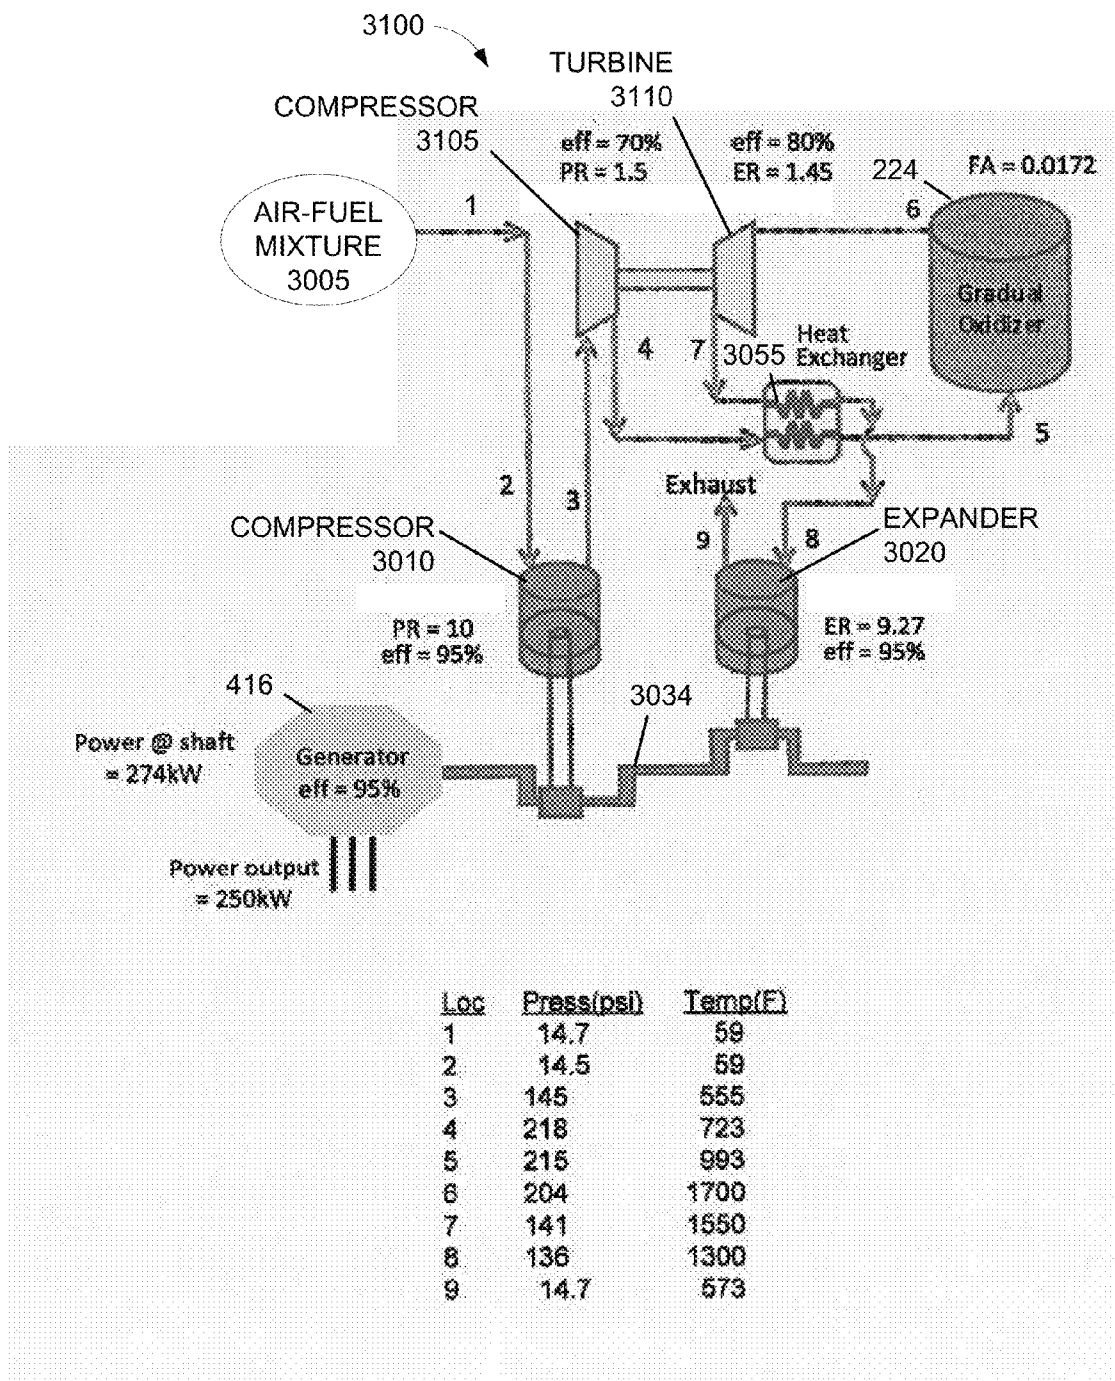 3100
TURBINE
3110
COMPRESSOR
3105
eff = 70%
PR = 1.5
eff = 80%
ER = 1.45
224
FA = 0.0172
AIR-FUEL
MIXTURE
3005
1
6
Gradual
Oxidizer
4
7
3055
Heat
Exchanger
5
2
3
Exhaust
9
8
COMPRESSOR
3010
EXPANDER
3020
PR = 10
eff = 95%
ER = 9.27
eff = 95%
416
3034
Power @ shaft
= 274kW
Generator
eff = 95%
Power output
= 250kW
Loc Press(psi) Temp(F)
1 14.7 59
2 14.5 59
3 145 555
4 218 723
5 215 993
6 204 1700
7 141 1550
8 136 1300
9 14.7 573